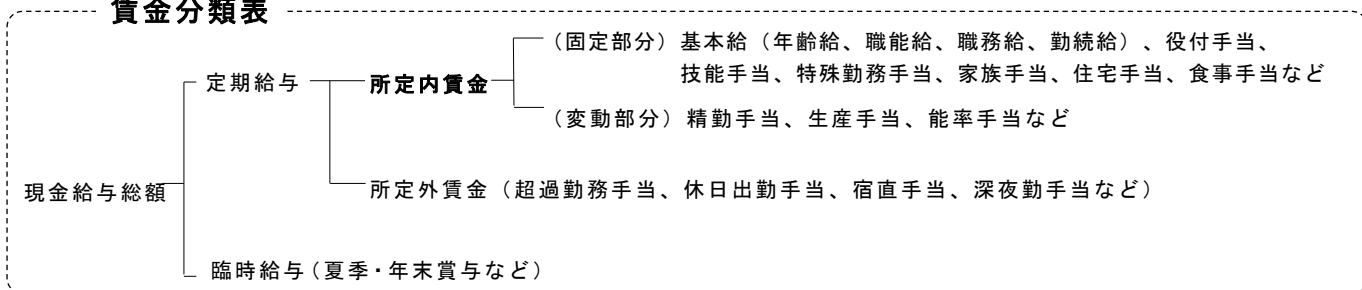 賃金分類表
(固定部分)基本給(年齢給、職能給、職務給、勤続給)、役付手当、
技能手当、特殊勤務手当、家族手当、住宅手当、食事手当など
定期給与
所定内賃金
(変動部分)精勤手当、生産手当、能率手当など
現金給与総額
所定外賃金(超過勤務手当、休日出勤手当、宿直手当、深夜勤手当など)
臨時給与(夏季・年末賞与など)